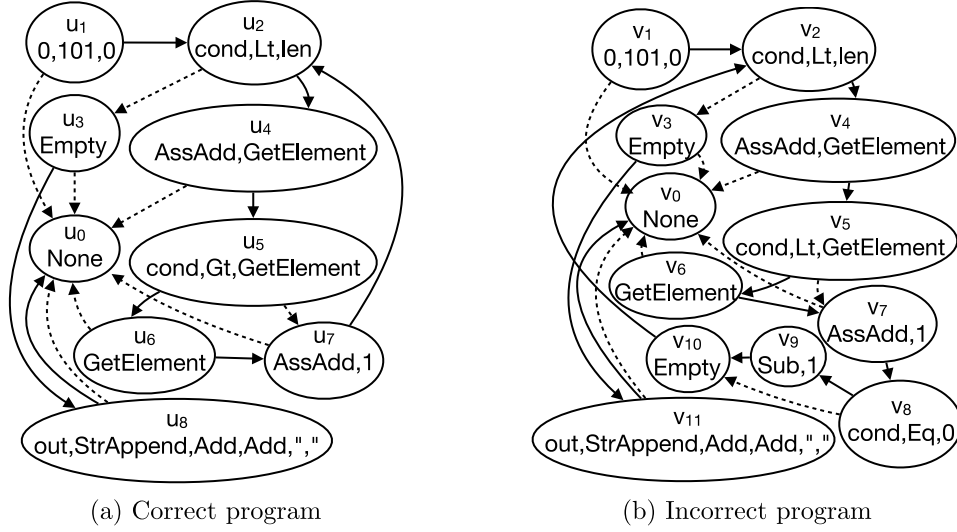 u1
0,101,0
u2
cond,Lt,len
u3
Empty
u4
AssAdd,GetElement
u0
None
u5
cond,Gt,GetElement
u6
GetElement
u7
AssAdd,1
u8
out,StrAppend,Add,Add,","
(a) Correct program
v1
0,101,0
v2
cond,Lt,len
v3
Empty
v4
AssAdd,GetElement
v0
None
v5
cond,Lt,GetElement
v6
GetElement
v7
AssAdd,1
v10
Empty
v9
Sub,1
v8
cond,Eq,0
v11
out,StrAppend,Add,Add,","
(b) Incorrect program